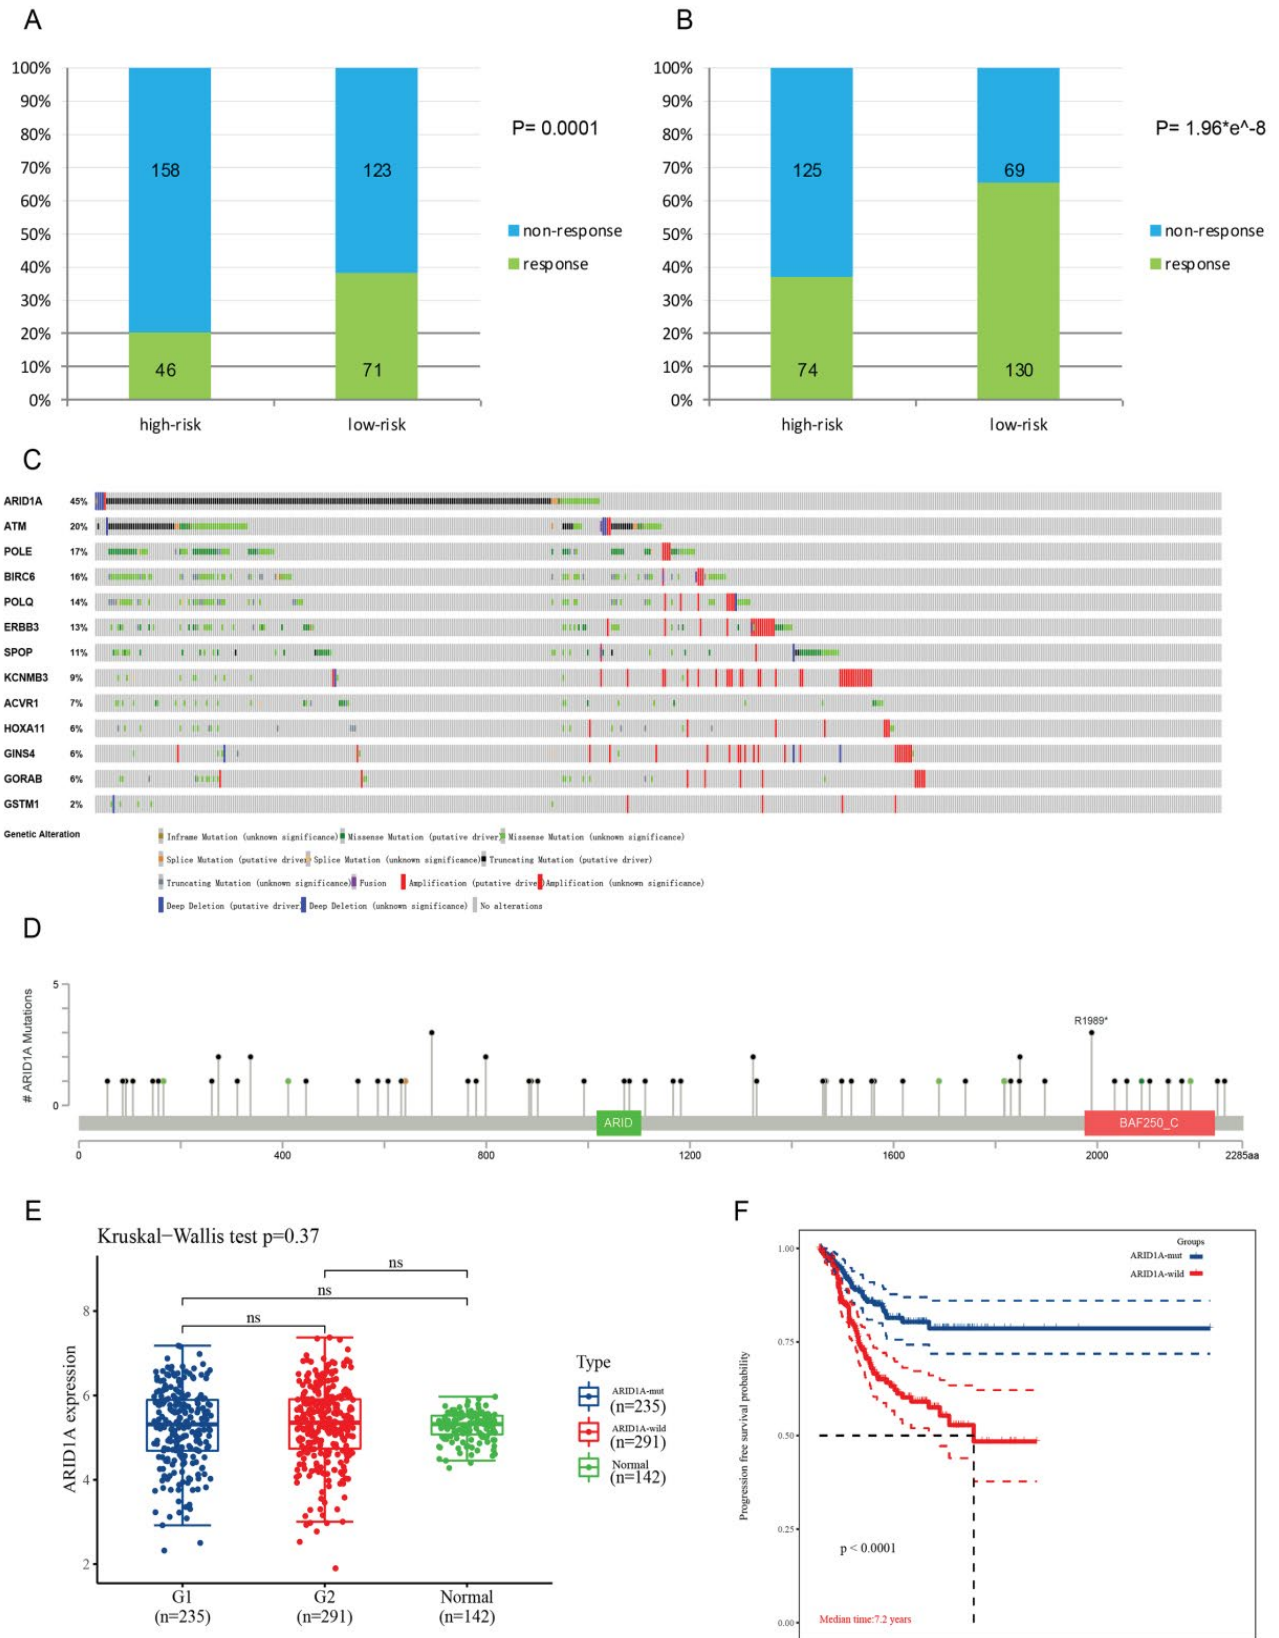 A
B
100%
90%
80%
70%
60%
50%
40%
30%
20%
10%
0%
158
123
46
71
high-risk
low-risk
P= 0.0001
non-response
response
100%
90%
80%
70%
60%
50%
40%
30%
20%
10%
0%
125
69
74
130
high-risk
low-risk
P= 1.96*e^-8
non-response
response
C
ARID1A 45%
ATM 20%
POLE 17%
BIRC6 16%
POLQ 14%
ERBB3 13%
SPOP 11%
KCNMB3 9%
ACVR1 7%
HOXA11 6%
GINS4 6%
GORAB 6%
GSTM1 2%
Genetic Alteration
Inframe Mutation (unknown significance) Missense Mutation (putative driver Missense Mutation (unknown significance)
Splice Mutation (putative driver Splice Mutation (unknown significance) Truncating Mutation (putative driver)
Truncating Mutation (unknown significance) Fusion Amplification (putative drive Amplification (unknown significance)
Deep Deletion (putative driver Deep Deletion (unknown significance) No alterations
D
# ARID1A Mutations
5
0
R1989*
ARID
BAF250_C
0 400 800 1200 1600 2000 2285aa
E
Kruskal−Wallis test p=0.37
ns
ns
ns
ARID1A expression
8
6
4
2
G1
(n=235)
G2
(n=291)
Normal
(n=142)
Type
ARID1A-mut
(n=235)
ARID1A-wild
(n=291)
Normal
(n=142)
F
Groups
ARID1A-mut
ARID1A-wild
Progression free survival probability
1.00
0.75
0.50
0.25
0.00
p < 0.0001
Median time:7.2 years